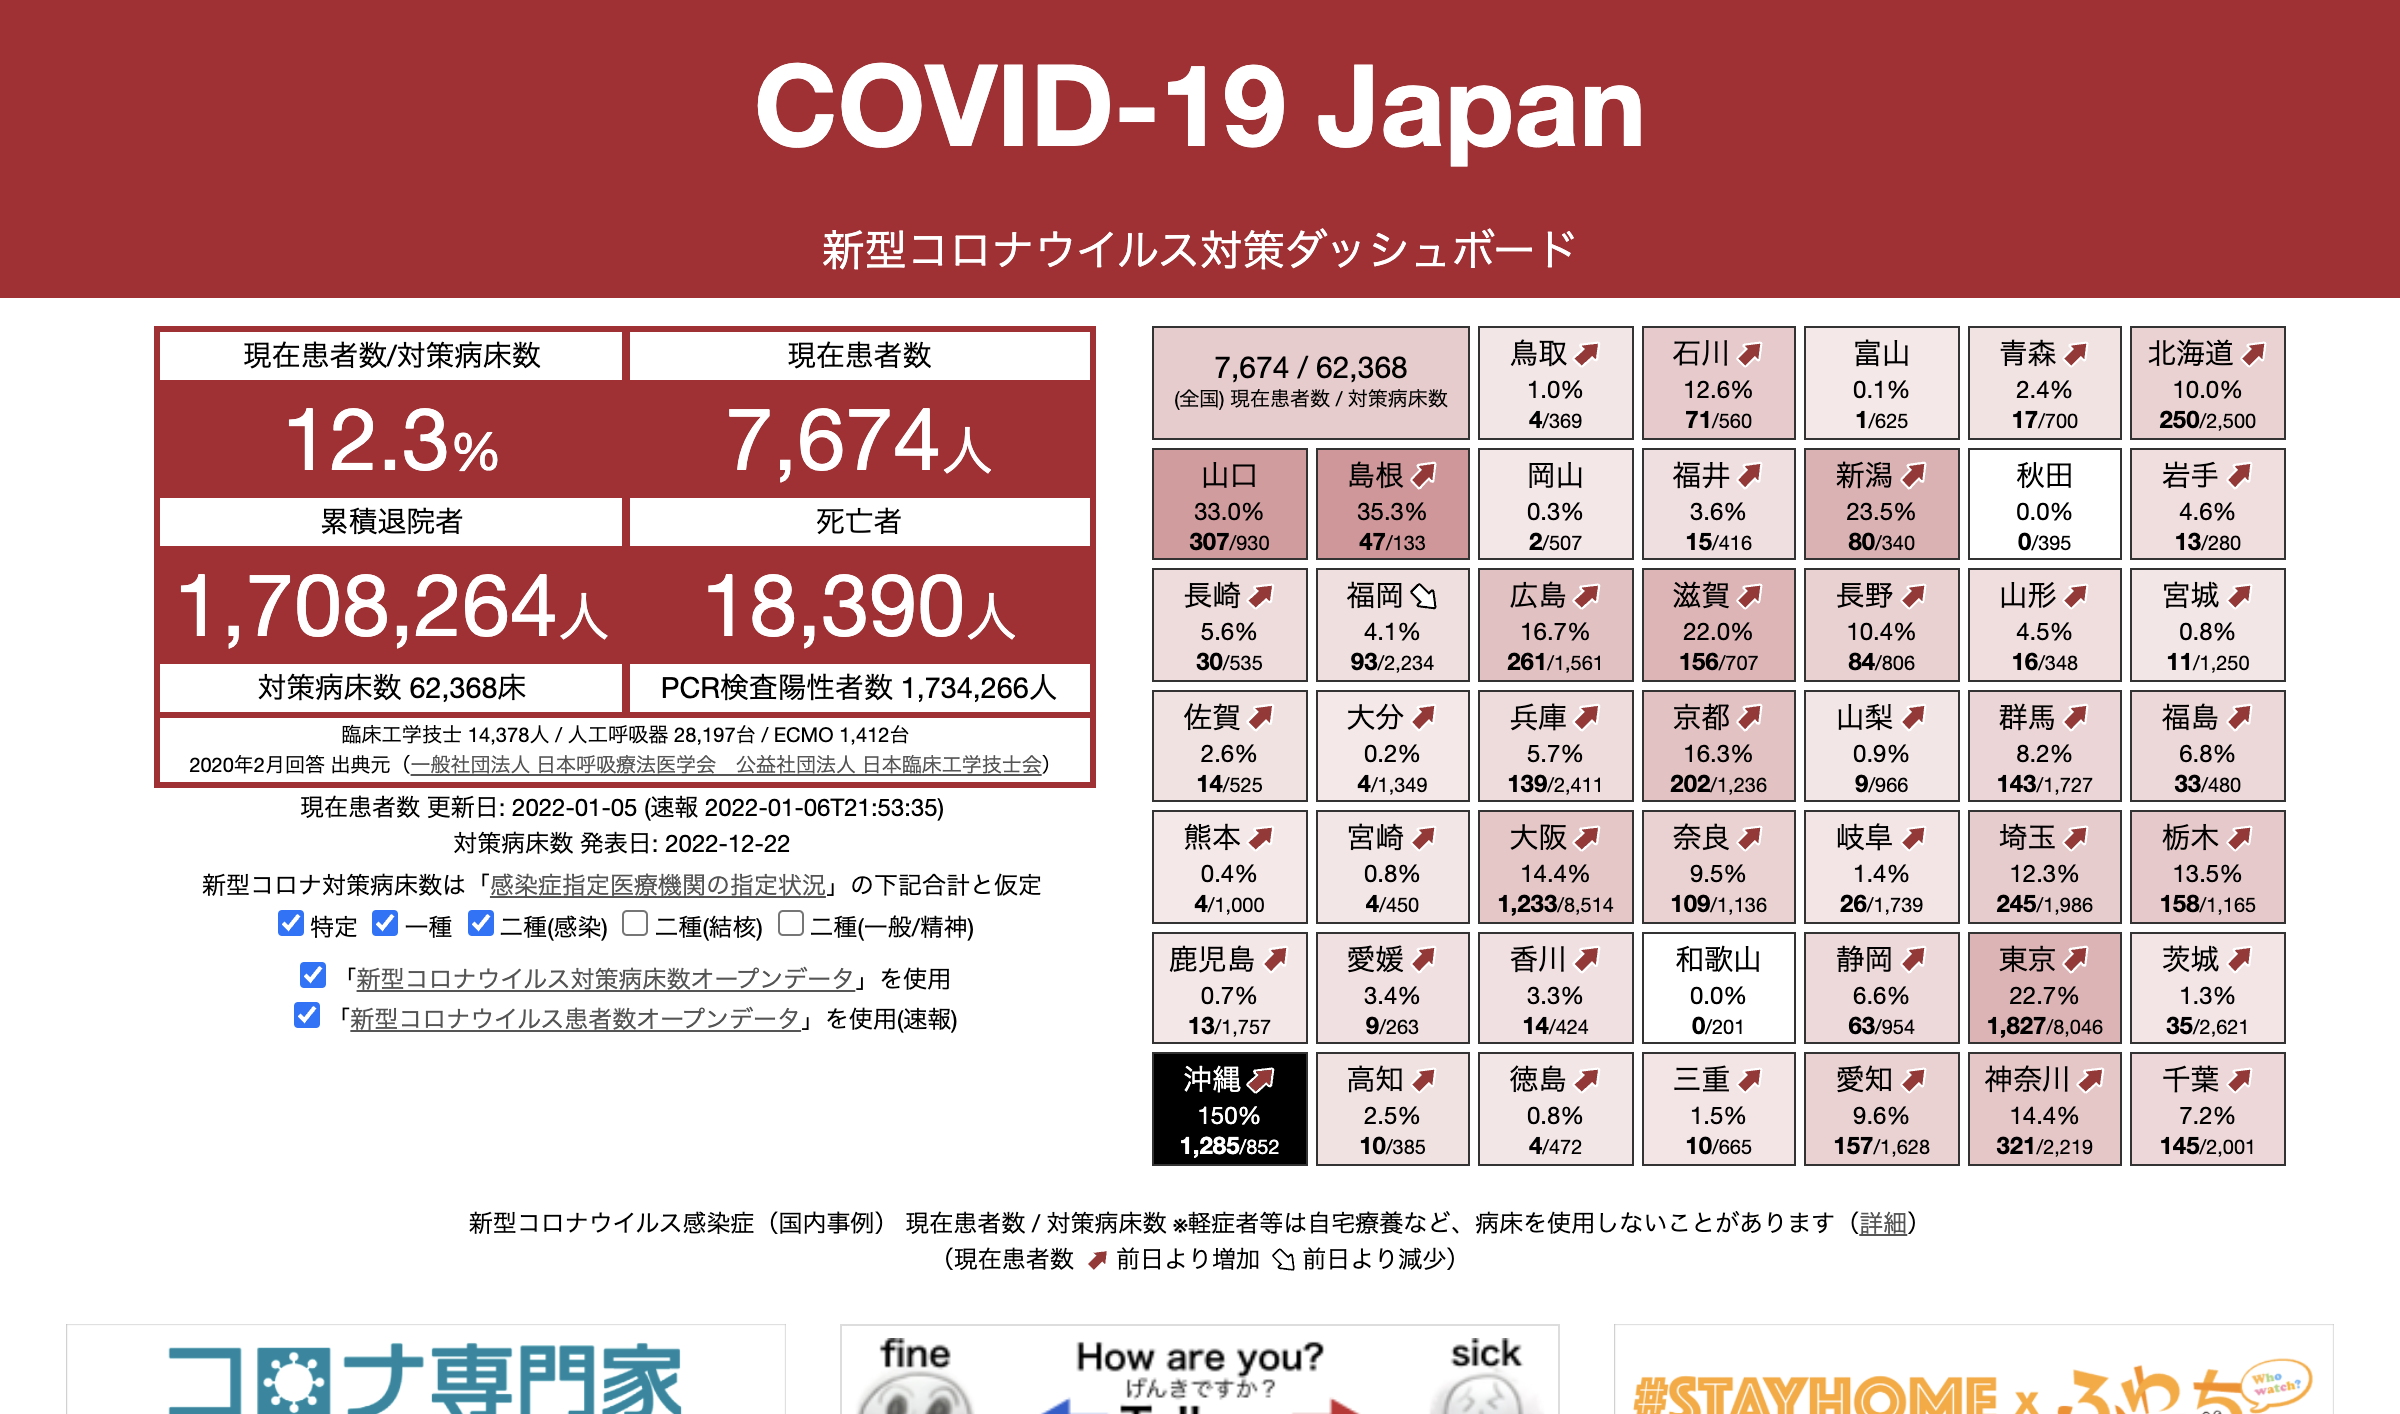 COVID-19 Japan
新型コロナウイルス対策ダッシュボード
現在患者数/対策病床数
現在患者数
12.3%
7,674人
累積退院者
死亡者
1,708,264人
18,390人
対策病床数 62,368床
PCR検査陽性者数 1,734,266人
臨床工学技士 14,378人 / 人工呼吸器 28,197台 / ECMO 1,412台
2020年2月回答 出典元（一般社団法人 日本呼吸療法医学会　公益社団法人 日本臨床工学技士会）
現在患者数 更新日: 2022-01-05 (速報 2022-01-06T21:53:35)
対策病床数 発表日: 2022-12-22
新型コロナ対策病床数は「感染症指定医療機関の指定状況」の下記合計と仮定
特定 一種 二種(感染) 二種(結核) 二種(一般/精神)
「新型コロナウイルス対策病床数オープンデータ」を使用
「新型コロナウイルス患者数オープンデータ」を使用(速報)
7,674 / 62,368
(全国) 現在患者数 / 対策病床数
鳥取
1.0%
4/369
石川
12.6%
71/560
富山
0.1%
1/625
青森
2.4%
17/700
北海道
10.0%
250/2,500
山口
33.0%
307/930
島根
35.3%
47/133
岡山
0.3%
2/507
福井
3.6%
15/416
新潟
23.5%
80/340
秋田
0.0%
0/395
岩手
4.6%
13/280
長崎
5.6%
30/535
福岡
4.1%
93/2,234
広島
16.7%
261/1,561
滋賀
22.0%
156/707
長野
10.4%
84/806
山形
4.5%
16/348
宮城
0.8%
11/1,250
佐賀
2.6%
14/525
大分
0.2%
4/1,349
兵庫
5.7%
139/2,411
京都
16.3%
202/1,236
山梨
0.9%
9/966
群馬
8.2%
143/1,727
福島
6.8%
33/480
熊本
0.4%
4/1,000
宮崎
0.8%
4/450
大阪
14.4%
1,233/8,514
奈良
9.5%
109/1,136
岐阜
1.4%
26/1,739
埼玉
12.3%
245/1,986
栃木
13.5%
158/1,165
鹿児島
0.7%
13/1,757
愛媛
3.4%
9/263
香川
3.3%
14/424
和歌山
0.0%
0/201
静岡
6.6%
63/954
東京
22.7%
1,827/8,046
茨城
1.3%
35/2,621
沖縄
150%
1,285/852
高知
2.5%
10/385
徳島
0.8%
4/472
三重
1.5%
10/665
愛知
9.6%
157/1,628
神奈川
14.4%
321/2,219
千葉
7.2%
145/2,001
新型コロナウイルス感染症（国内事例） 現在患者数 / 対策病床数 ※軽症者等は自宅療養など、病床を使用しないことがあります（詳細）
（現在患者数 前日より増加 前日より減少）
コロナ専門家
fine
How are you?
げんきですか？
sick
#STAYHOME x ふわっち
Who watch?